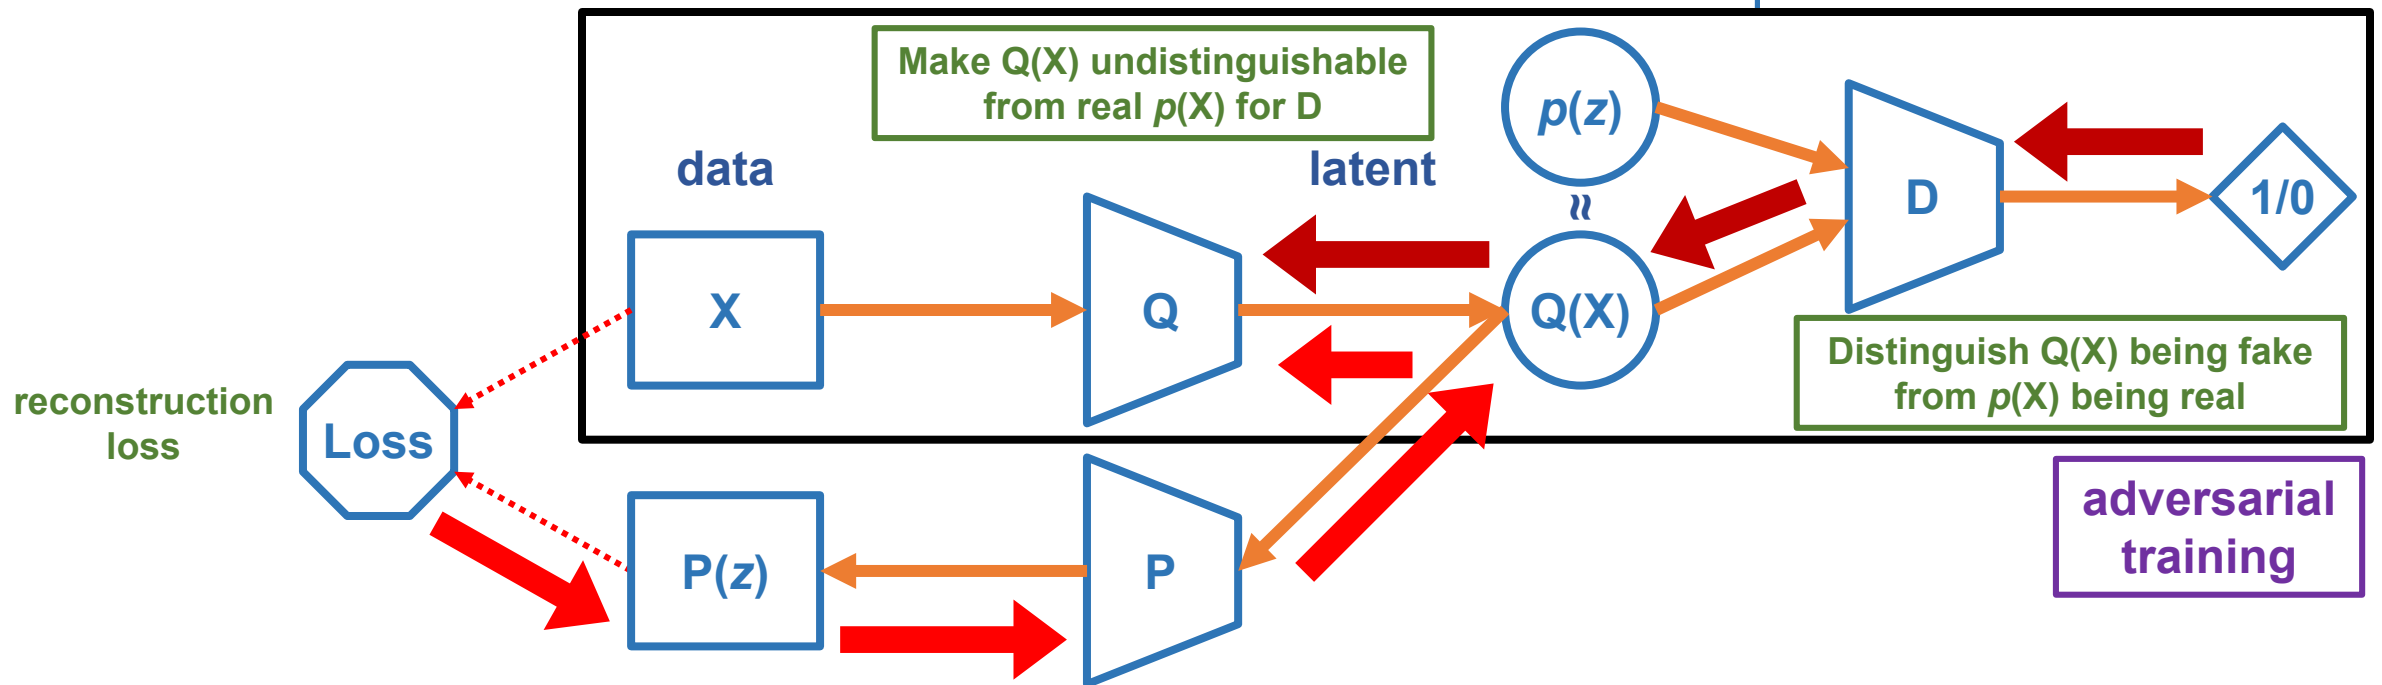 Make Q(X) undistinguishable
from real p(X) for D
p(z)
data
latent
≈
D
1/0
X
Q
Q(X)
Distinguish Q(X) being fake
from p(X) being real
reconstruction
loss
Loss
P(z)
P
adversarial
training